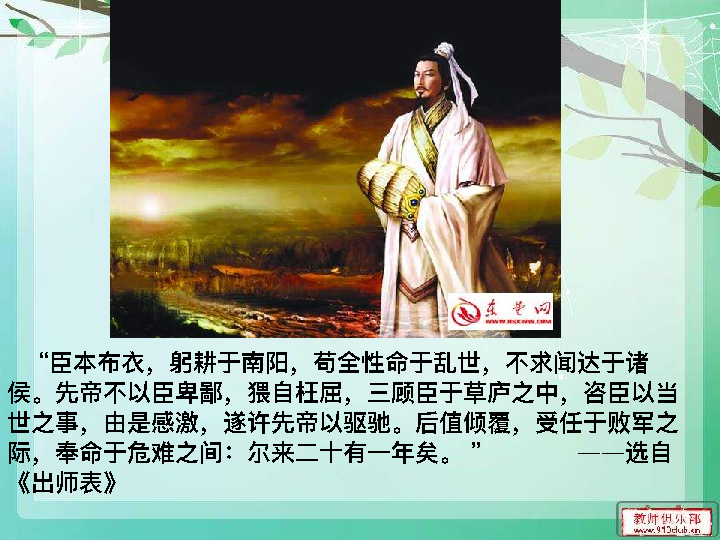 东楚网
WWW.HSXWW.COM
“臣本布衣，躬耕于南阳，苟全性命于乱世，不求闻达于诸
侯。先帝不以臣卑鄙，猥自枉屈，三顾臣于草庐之中，咨臣以当
世之事，由是感激，遂许先帝以驱驰。后值倾覆，受任于败军之
际，奉命于危难之间：尔来二十有一年矣。” ——选自
《出师表》
教师俱乐部
www.910club.cn